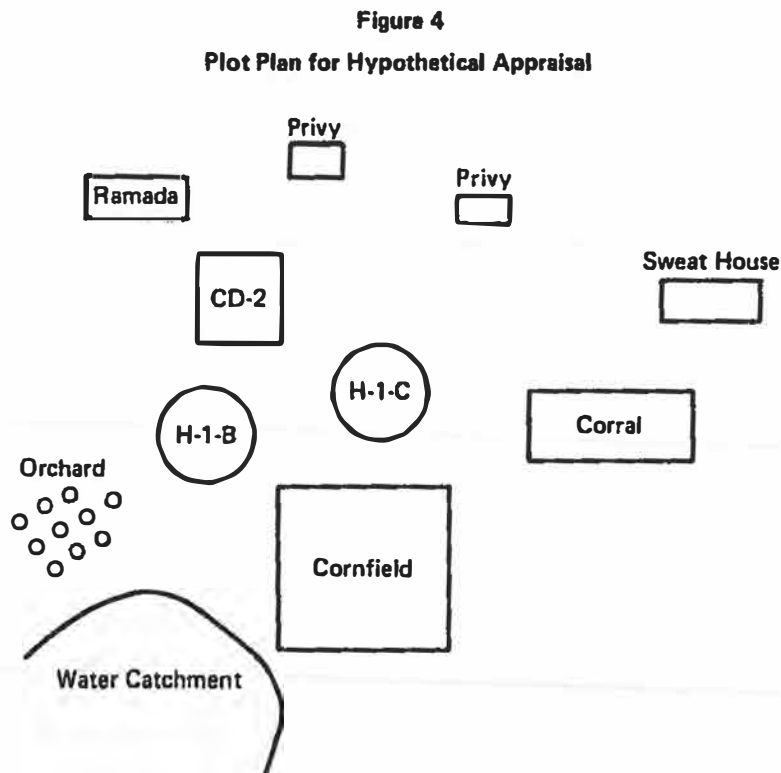 Figure 4
Plot Plan for Hypothetical Appraisal
Privy
Ramada
Privy
Sweat House
CD-2
H-1-C
H-1-B
Corral
Orchard
Cornfield
Water Catchment